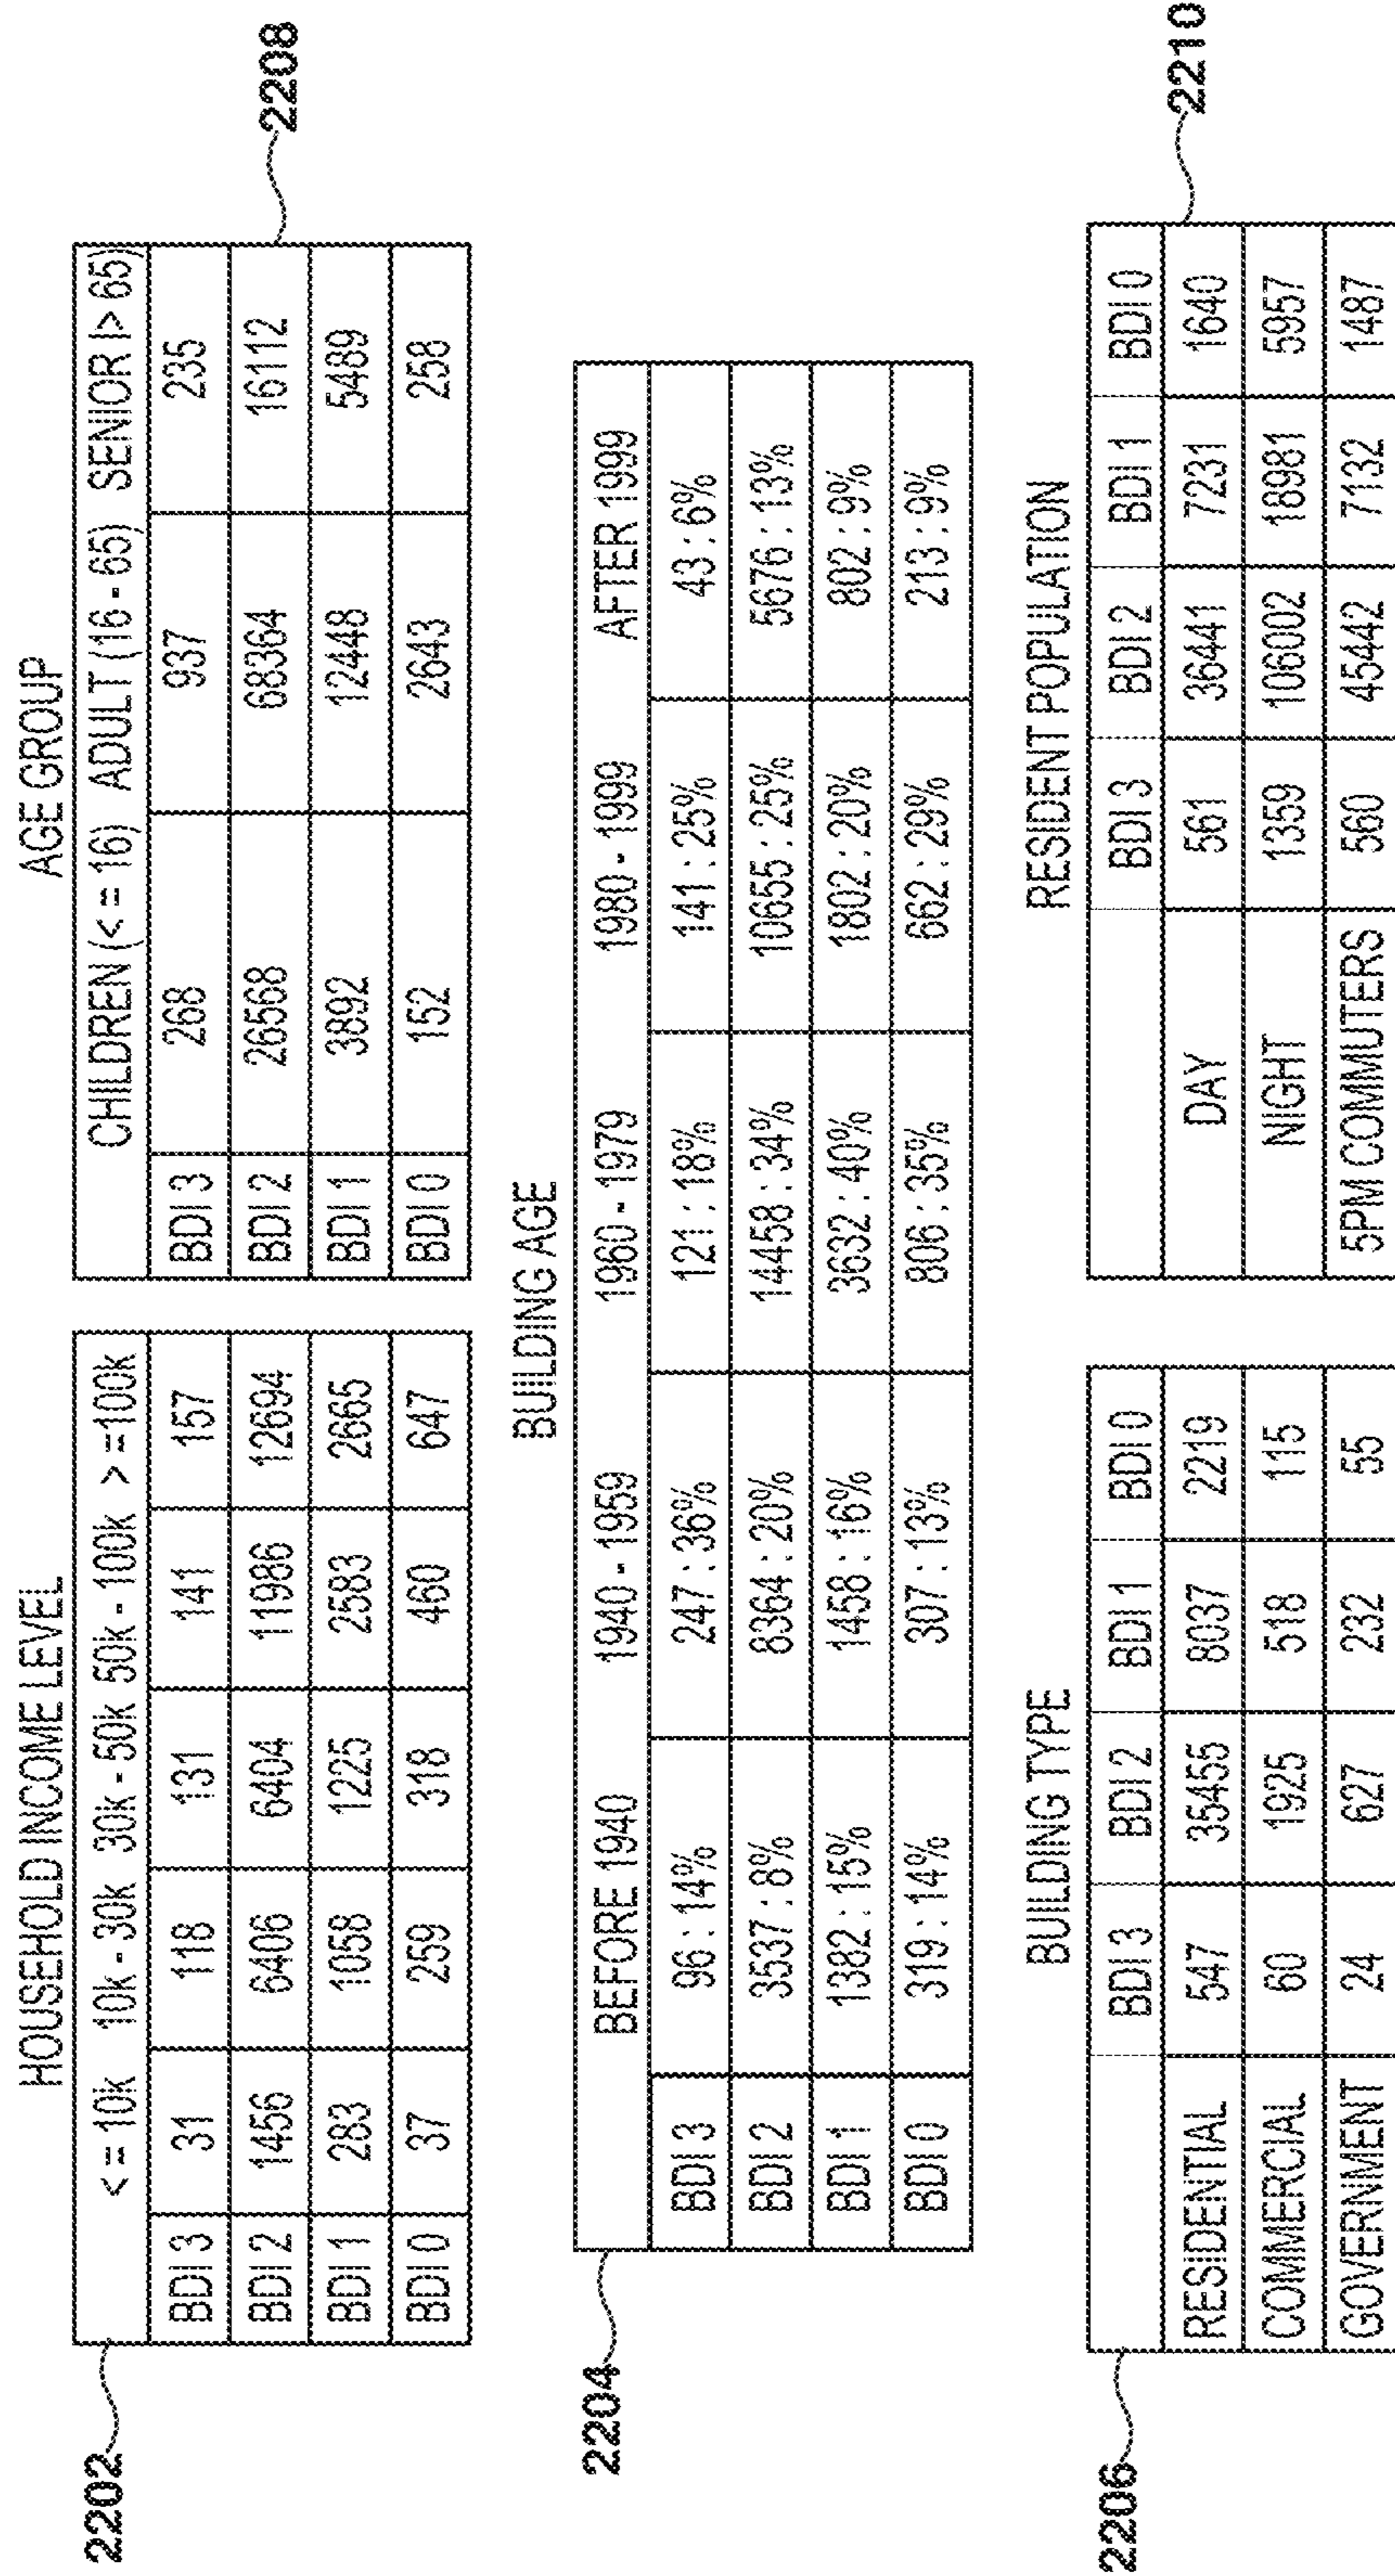 HOUSEHOLD INCOME LEVEL
2202
<= 10k 10k - 30k 30k - 50k 50k - 100k >=100k
BDI 3 31 118 131 141 157
BDI 2 1456 6406 6404 11986 12694
BDI 1 283 1058 1225 2583 2665
BDI 0 37 259 318 460 647
AGE GROUP
CHILDREN (<= 16) ADULT (16 - 65) SENIOR |> 65)
BDI 3 268 937 235
BDI 2 26568 68364 16112
BDI 1 3892 12448 5489
BDI 0 152 2643 258
2208
BUILDING AGE
2204
BEFORE 1940 1940 - 1959 1960 - 1979 1980 - 1999 AFTER 1999
BDI 3 96 : 14% 247 : 36% 121 : 18% 141 : 25% 43 : 6%
BDI 2 3537 : 8% 8364 : 20% 14458 : 34% 10655 : 25% 5676 : 13%
BDI 1 1382 : 15% 1458 : 16% 3632 : 40% 1802 : 20% 802 : 9%
BDI 0 319 : 14% 307 : 13% 806 : 35% 662 : 29% 213 : 9%
BUILDING TYPE
2206
BDI 3 BDI 2 BDI 1 BDI 0
RESIDENTIAL 547 35455 8037 2219
COMMERCIAL 60 1925 518 115
GOVERNMENT 24 627 232 55
RESIDENT POPULATION
2210
BDI 3 BDI 2 BDI 1 BDI 0
DAY 561 36441 7231 1640
NIGHT 1359 106002 18981 5957
5PM COMMUTERS 560 45442 7132 1487